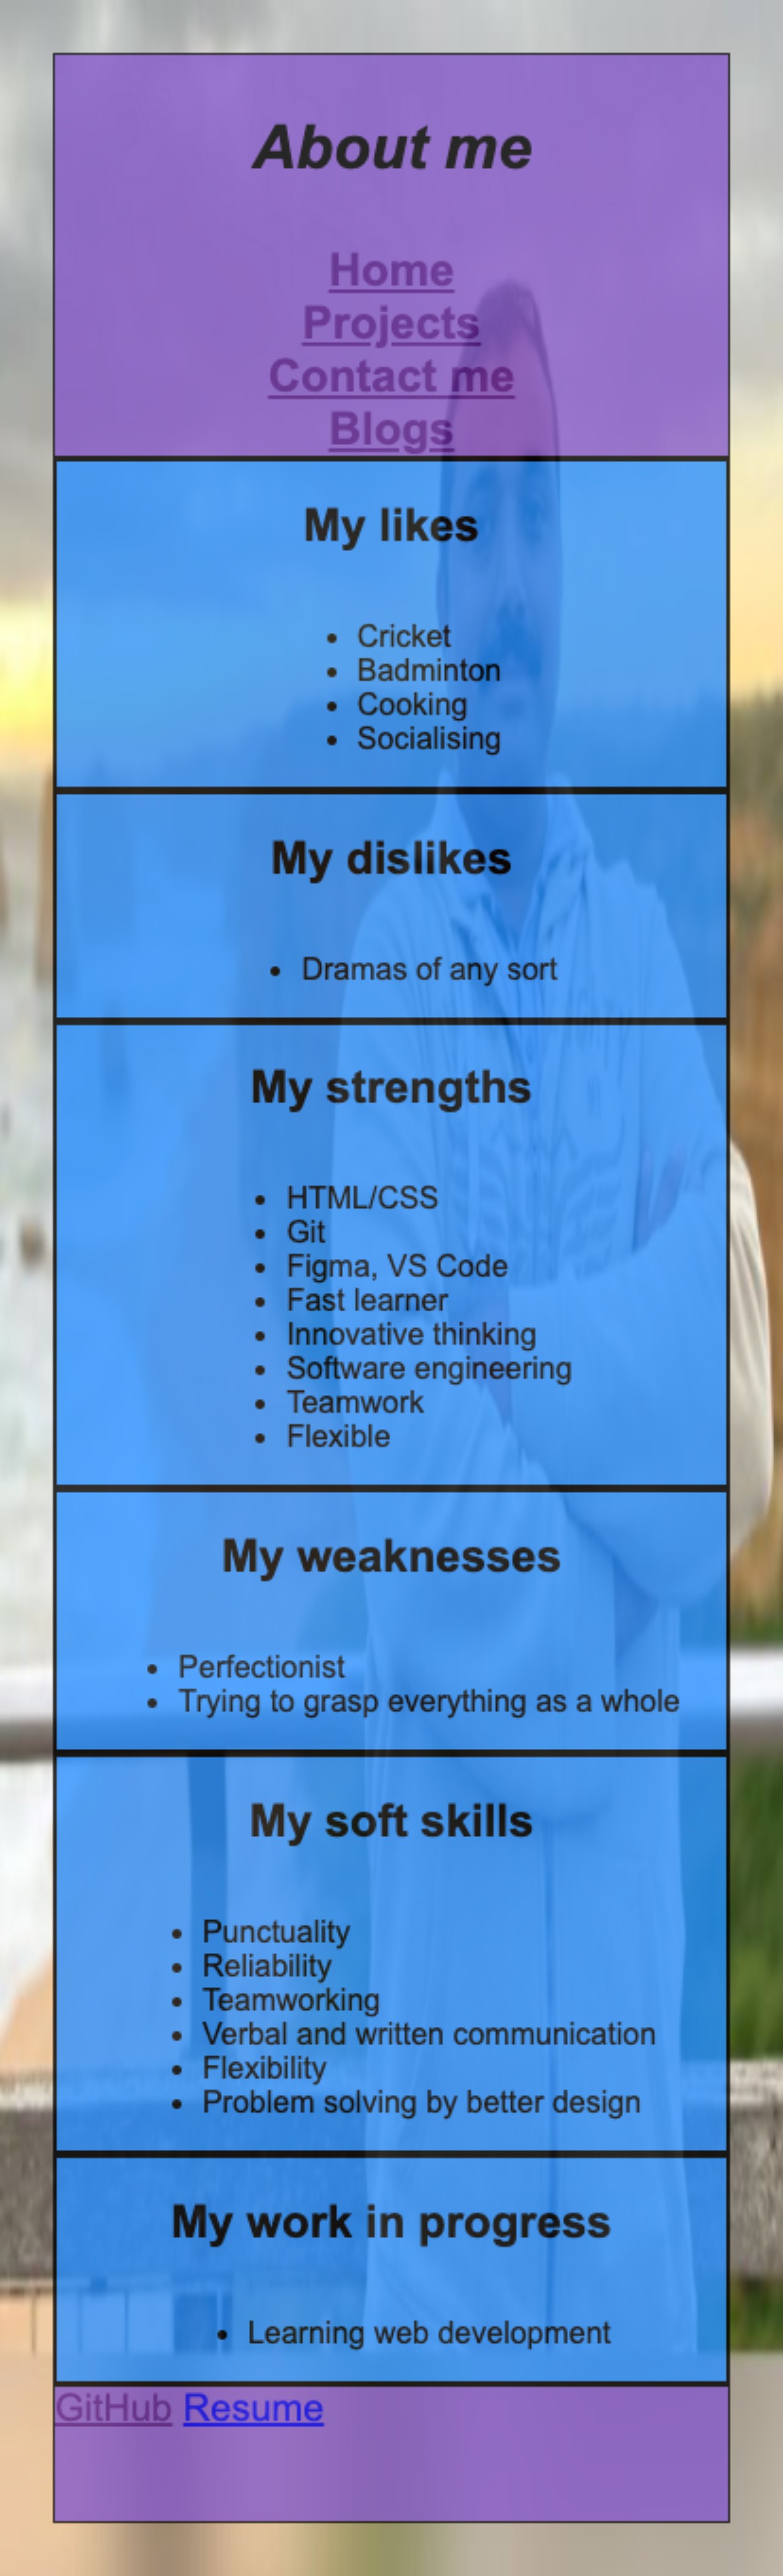 About me
Home
Projects
Contact me
Blogs
My likes
Cricket
Badminton
Cooking
Socialising
My dislikes
Dramas of any sort
My strengths
HTML/CSS
Git
Figma, VS Code
Fast learner
Innovative thinking
Software engineering
Teamwork
Flexible
My weaknesses
Perfectionist
Trying to grasp everything as a whole
My soft skills
Punctuality
Reliability
Teamworking
Verbal and written communication
Flexibility
Problem solving by better design
My work in progress
Learning web development
GitHub Resume